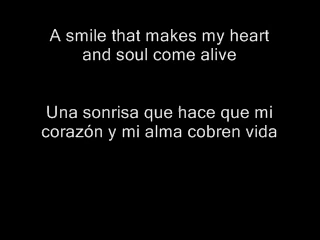 A smile that makes my heart
and soul come alive
Una sonrisa que hace que mi
corazón y mi alma cobren vida